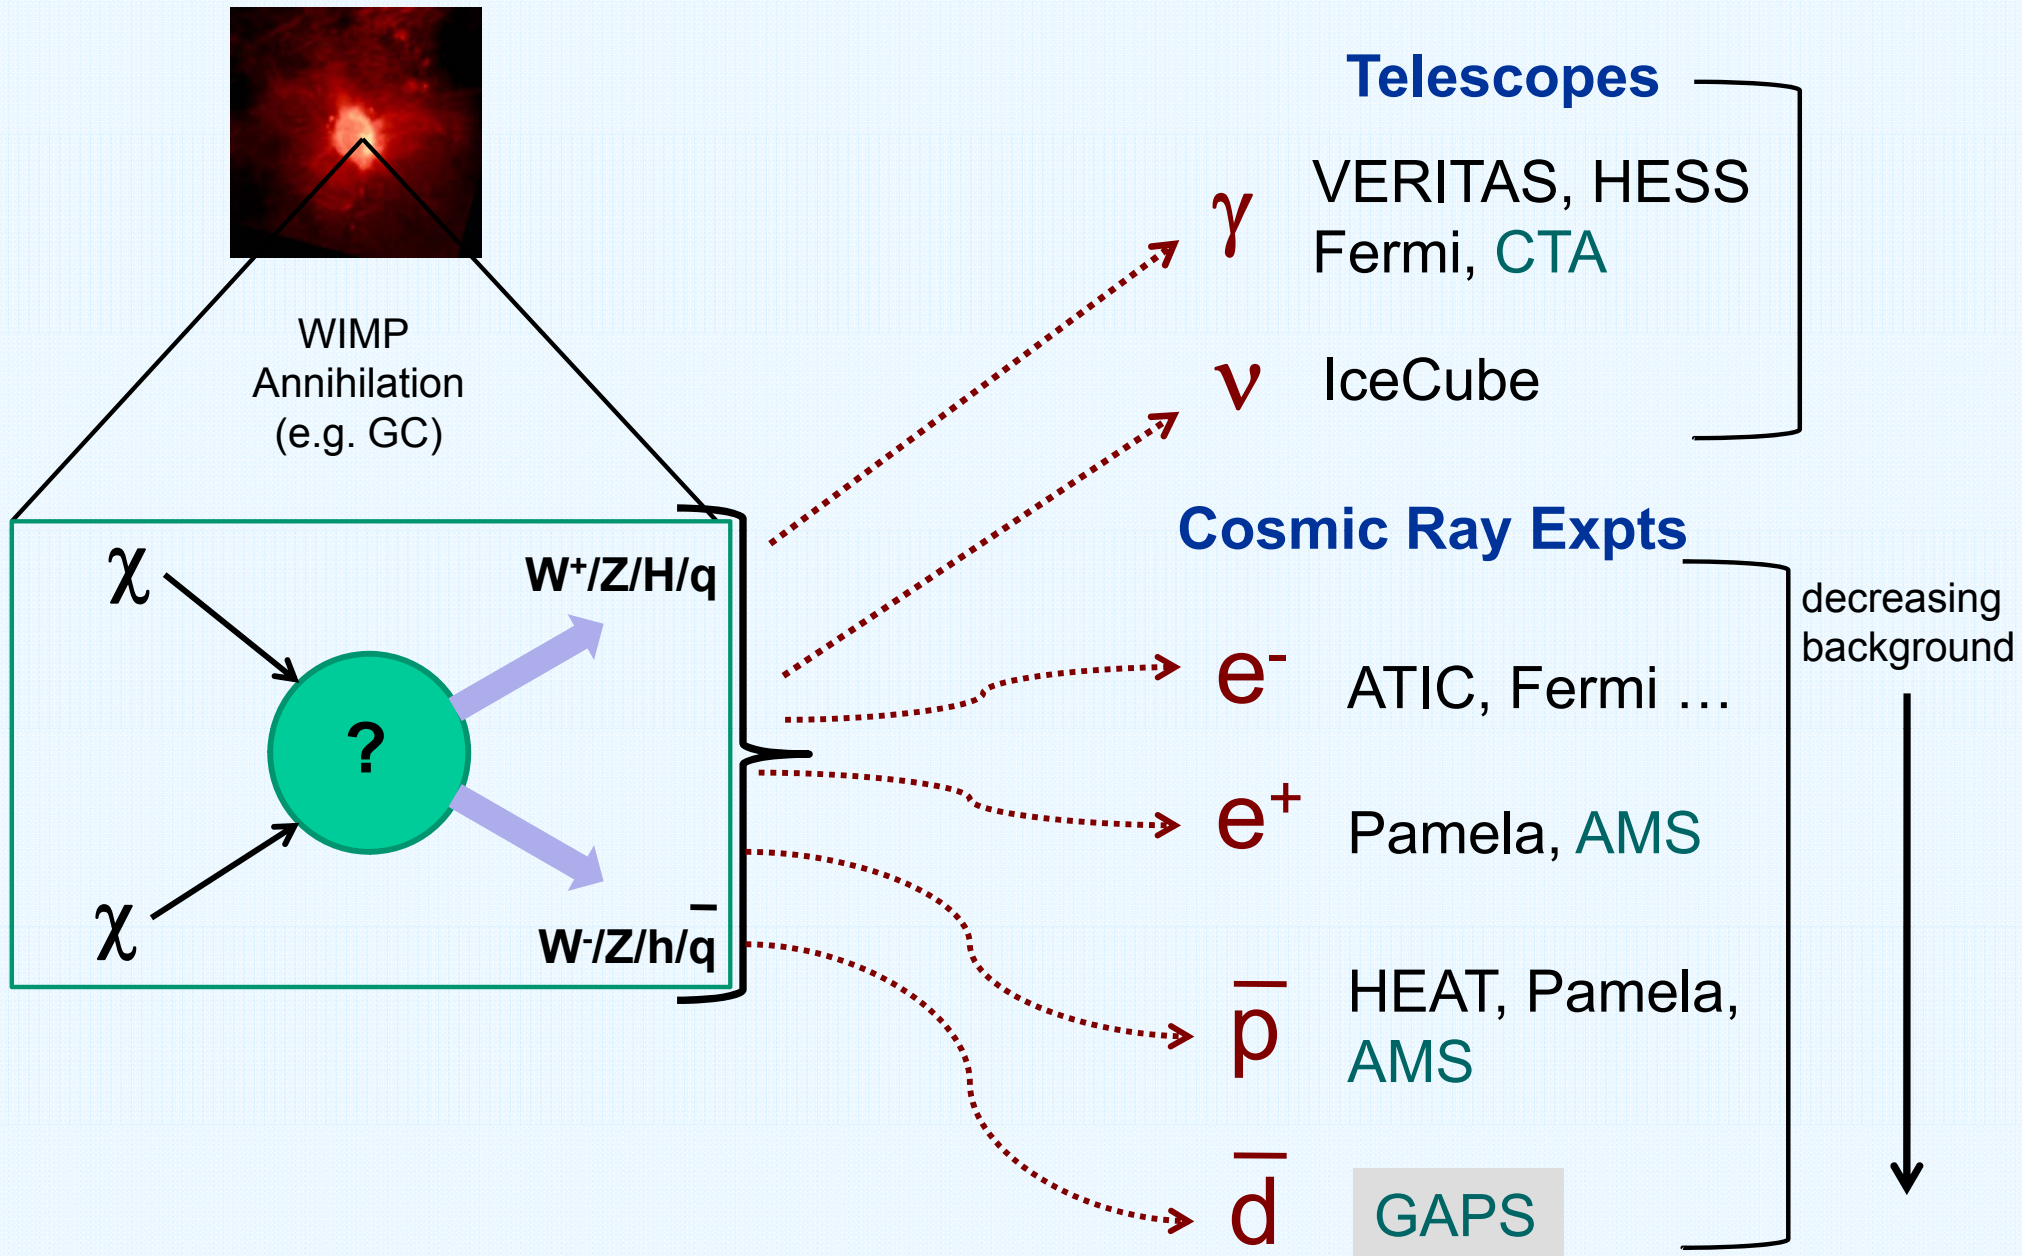 WIMP
Annihilation
(e.g. GC)
χ
χ
?
W⁺/Z/H/q
W⁻/Z/h/q̅
Telescopes
γ VERITAS, HESS
Fermi, CTA
ν IceCube
Cosmic Ray Expts
e⁻ ATIC, Fermi …
e⁺ Pamela, AMS
p̅ HEAT, Pamela,
AMS
d̅ GAPS
decreasing
background